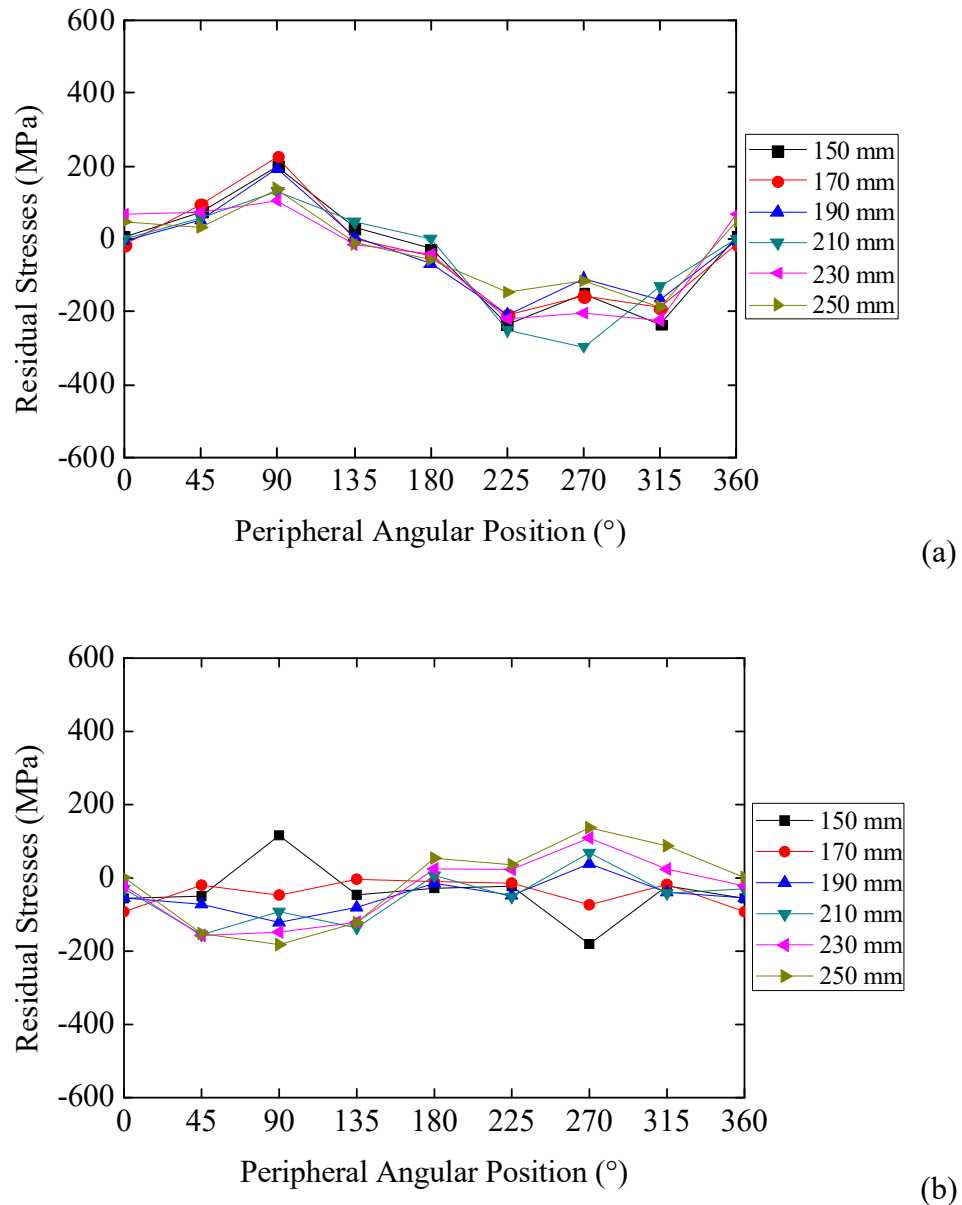 600
400
200
0
-200
-400
-600
Residual Stresses (MPa)
0 45 90 135 180 225 270 315 360
Peripheral Angular Position (°)
150 mm
170 mm
190 mm
210 mm
230 mm
250 mm
(a)
600
400
200
0
-200
-400
-600
Residual Stresses (MPa)
0 45 90 135 180 225 270 315 360
Peripheral Angular Position (°)
150 mm
170 mm
190 mm
210 mm
230 mm
250 mm
(b)